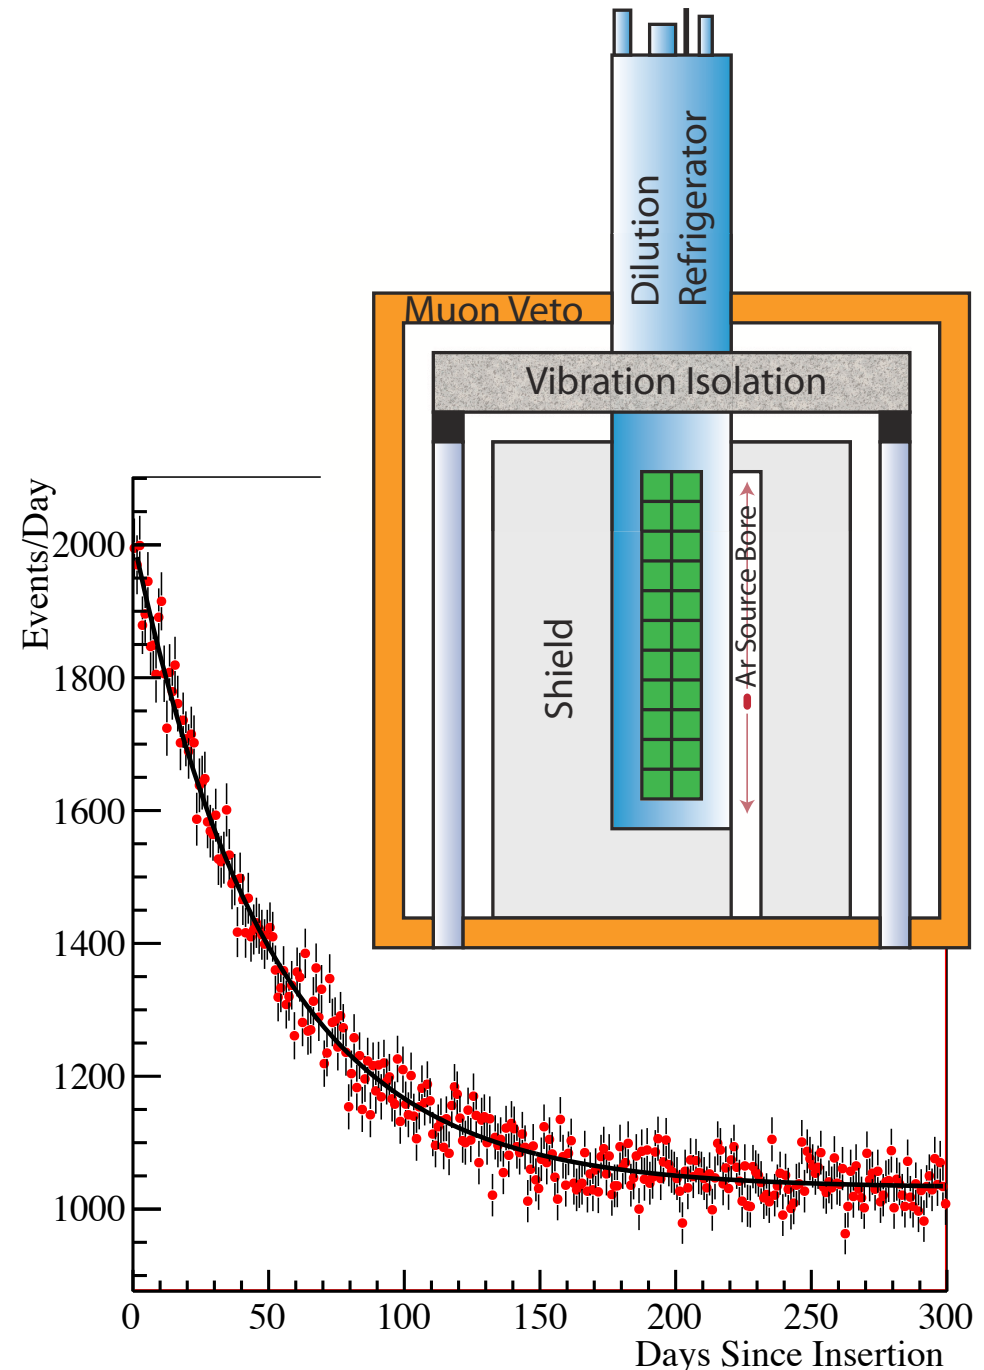 Dilution
Refrigerator
Muon Veto
Vibration Isolation
Ar Source Bore
Shield
Events/Day
2000
1800
1600
1400
1200
1000
0 50 100 150 200 250 300
Days Since Insertion